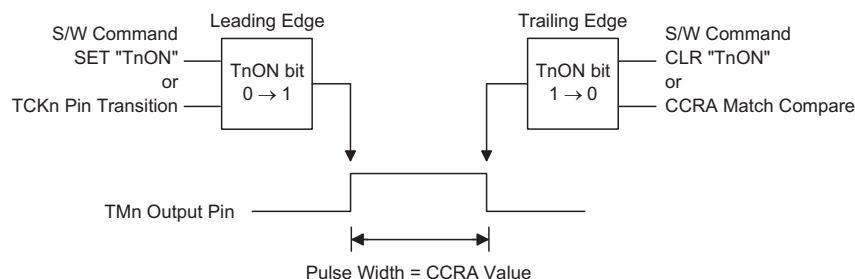 Leading Edge
S/W Command
SET "TnON"
or
TCKn Pin Transition
TnON bit
0 → 1
Trailing Edge
TnON bit
1 → 0
S/W Command
CLR "TnON"
or
CCRA Match Compare
TMn Output Pin
Pulse Width = CCRA Value